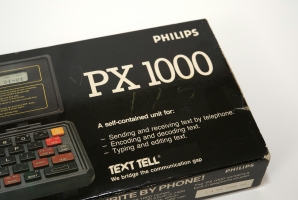 PHILIPS
PX 1000
A self-contained unit for:
- Sending and receiving text by telephone.
- Encoding and decoding text.
- Typing and editing text.
TEXT TELL
We bridge the communication gap
PHILIPS
WRITE BY PHONE!